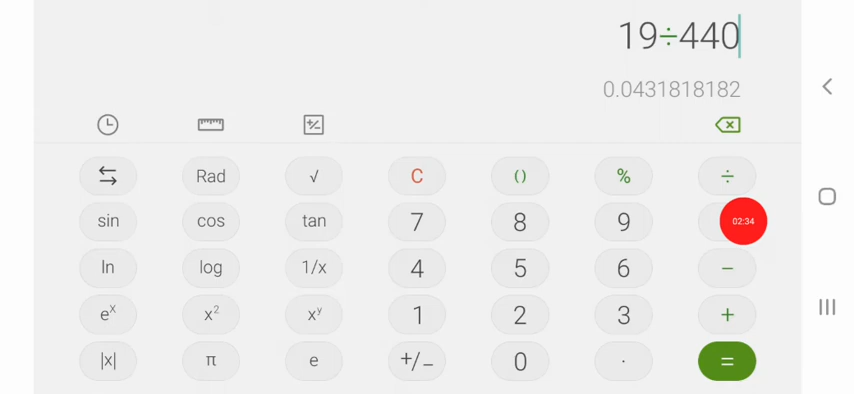 19÷440
0.0431818182
Rad √ C () % ÷
sin cos tan 7 8 9 02:34
ln log 1/x 4 5 6 −
eˣ x² xʸ 1 2 3 +
|x| π e +/− 0 . =